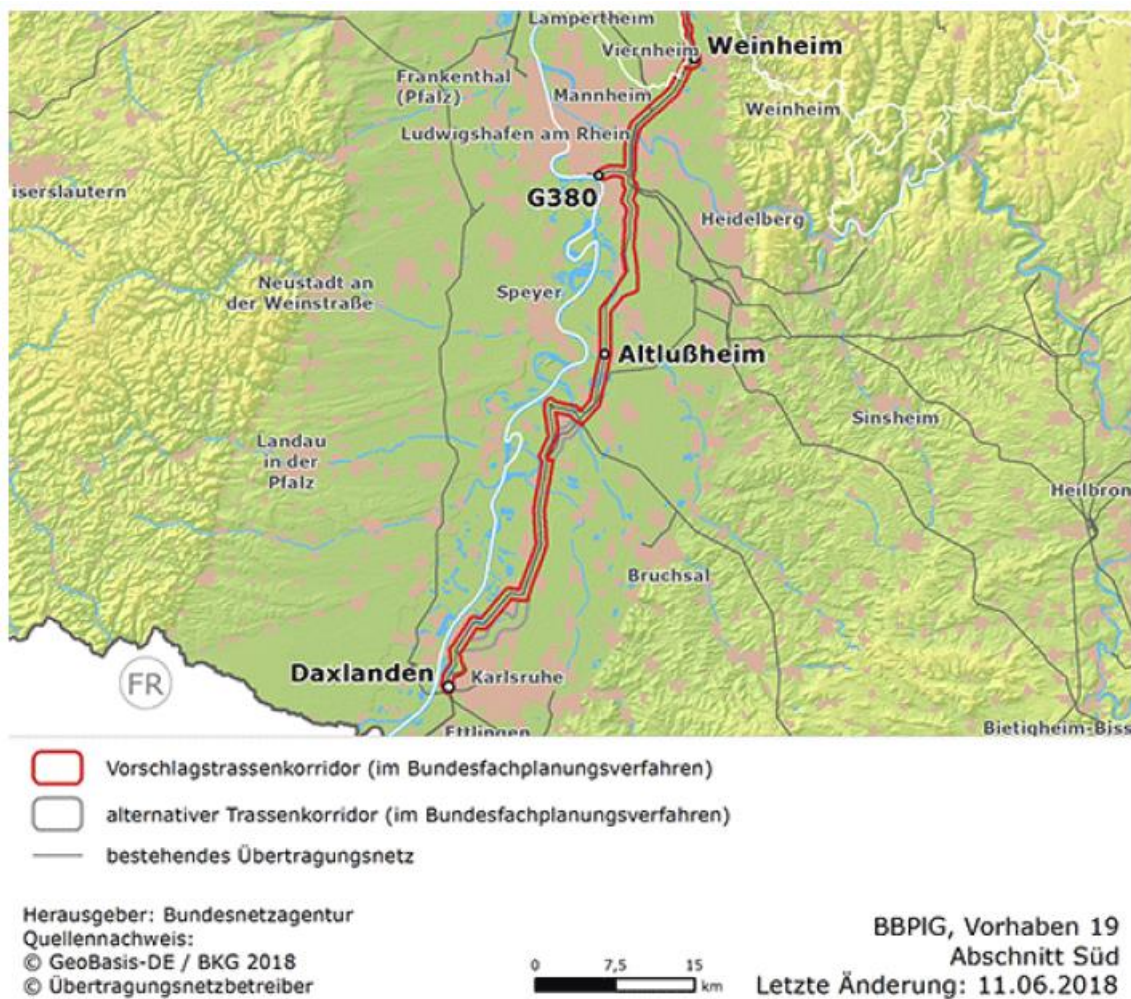 Lampertheim
Viernheim
Weinheim
Frankenthal
(Pfalz)
Mannheim
Weinheim
Ludwigshafen am Rhein
iserslautern
G380
Heidelberg
Neustadt an
der Weinstraße
Speyer
Altlußheim
Sinsheim
Landau
in der
Pfalz
Heilbron
Bruchsal
Daxlanden
Karlsruhe
FR
Ettlingen
Bietigheim-Biss
Vorschlagstrassenkorridor (im Bundesfachplanungsverfahren)
alternativer Trassenkorridor (im Bundesfachplanungsverfahren)
bestehendes Übertragungsnetz
Herausgeber: Bundesnetzagentur
Quellennachweis:
© GeoBasis-DE / BKG 2018
© Übertragungsnetzbetreiber
0 7,5 15
km
BBPlG, Vorhaben 19
Abschnitt Süd
Letzte Änderung: 11.06.2018